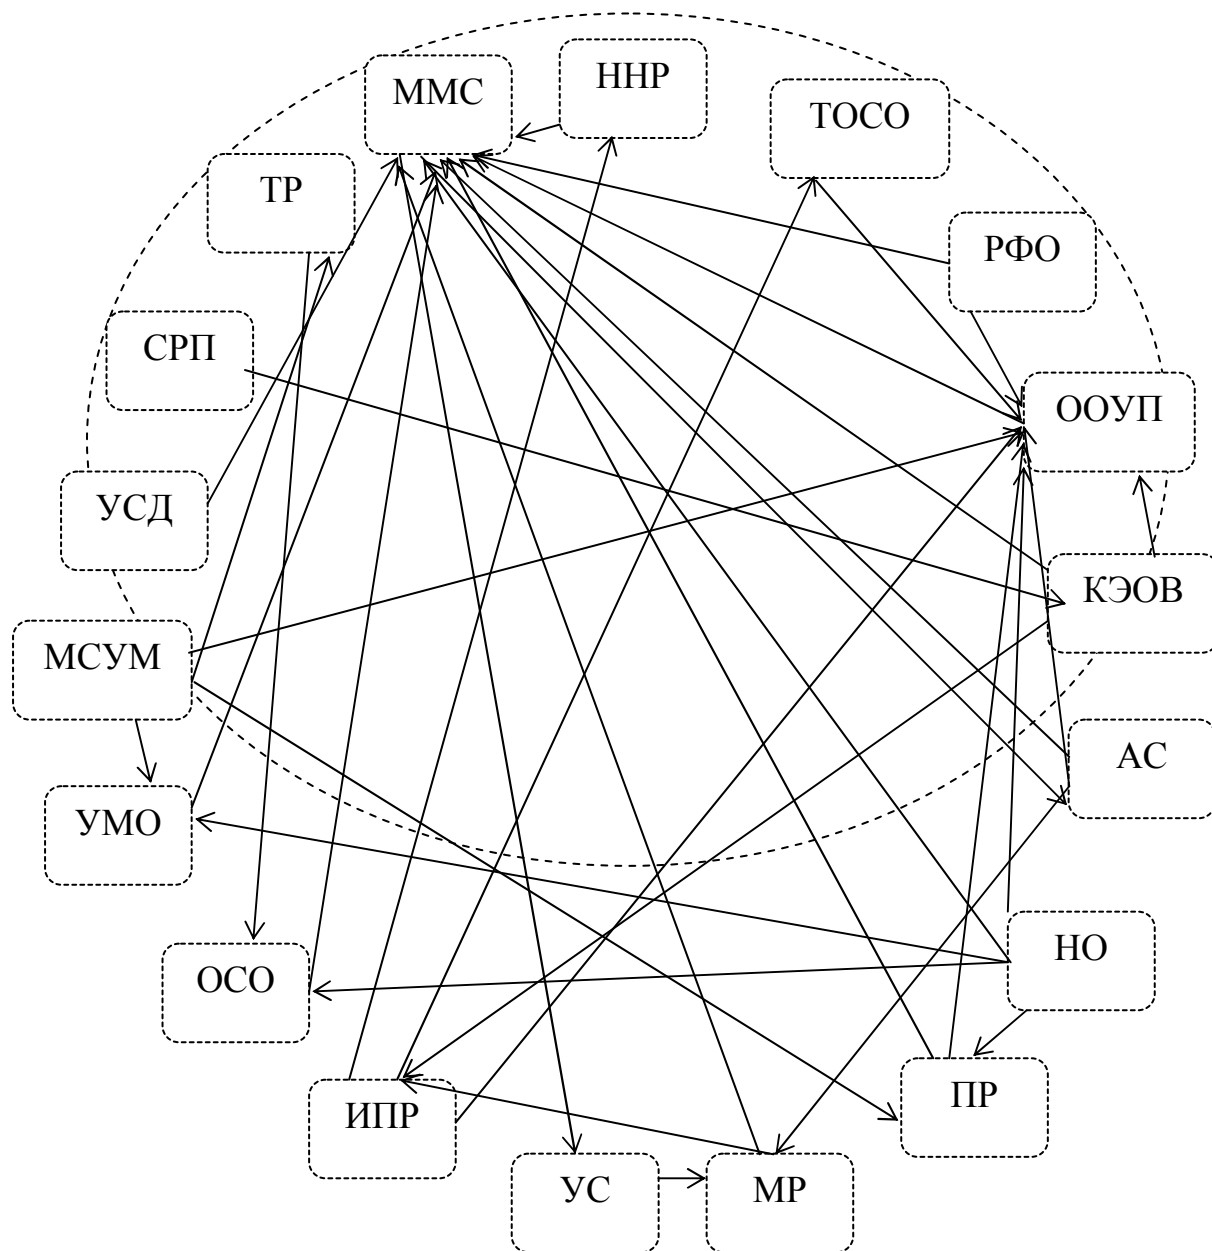 ММС
ННР
ТОСО
ТР
РФО
СРП
ООУП
УСД
КЭОВ
МСУМ
АС
УМО
НО
ОСО
ПР
ИПР
УС
МР